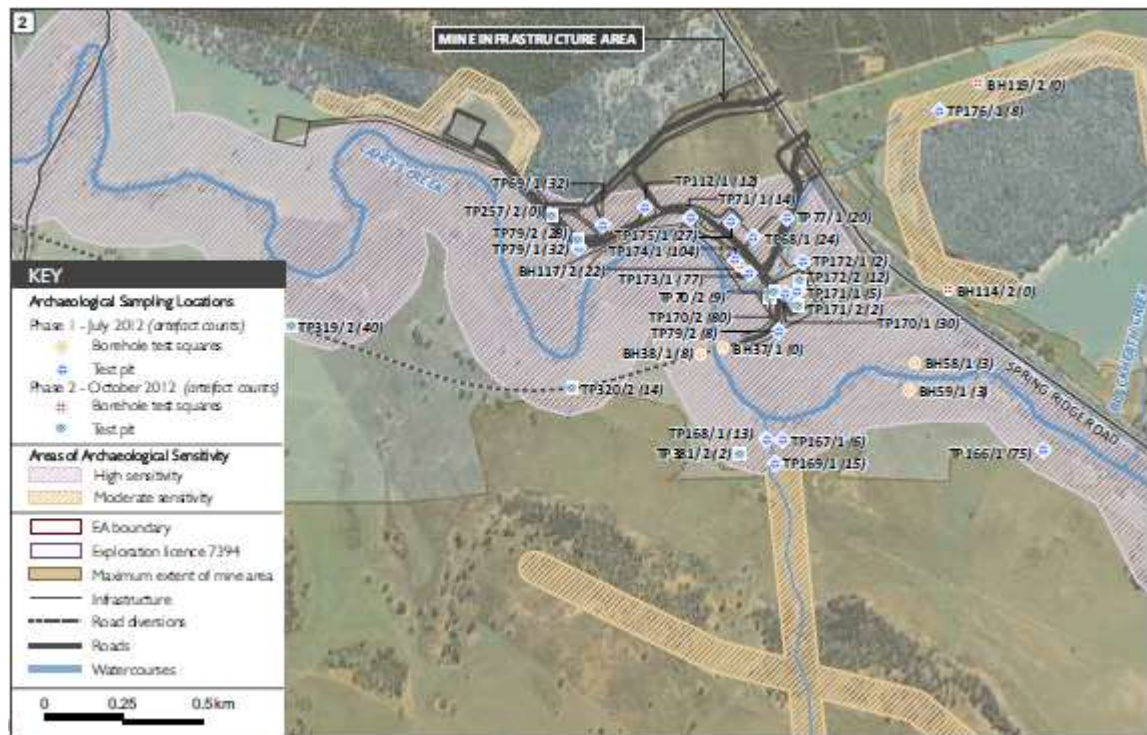 2
MINE INFRASTRUCTURE AREA
BH119/2 (0)
TP176/1 (8)
LANEYS CREEK
TP69/1 (32)
TP112/1 (12)
TP257/2 (0)
TP71/1 (14)
TP77/1 (20)
TP79/2 (28)
TP175/1 (27)
TP68/1 (24)
TP79/1 (32)
TP174/1 (104)
TP172/1 (2)
BH117/2 (22)
TP172/2 (12)
TP173/1 (77)
TP171/1 (5)
BH114/2 (0)
TP70/2 (9)
TP171/2 (2)
TP170/2 (80)
TP170/1 (30)
TP319/2 (40)
TP79/2 (8)
BH38/1 (8)
BH37/1 (0)
BH58/1 (3)
SPRING RIDGE ROAD
TP320/2 (14)
BH59/1 (3)
TP168/1 (13)
TP167/1 (6)
TP381/2 (2)
TP166/1 (75)
TP169/1 (15)
KEY
Archaeological Sampling Locations
Phase 1 - July 2012 (artefact counts)
Borehole test squares
Test pit
Phase 2 - October 2012 (artefact counts)
Borehole test squares
Test pit
Areas of Archaeological Sensitivity
High sensitivity
Moderate sensitivity
EA boundary
Exploration licence 7394
Maximum extent of mine area
Infrastructure
Road diversions
Roads
Watercourses
0 0.25 0.5km